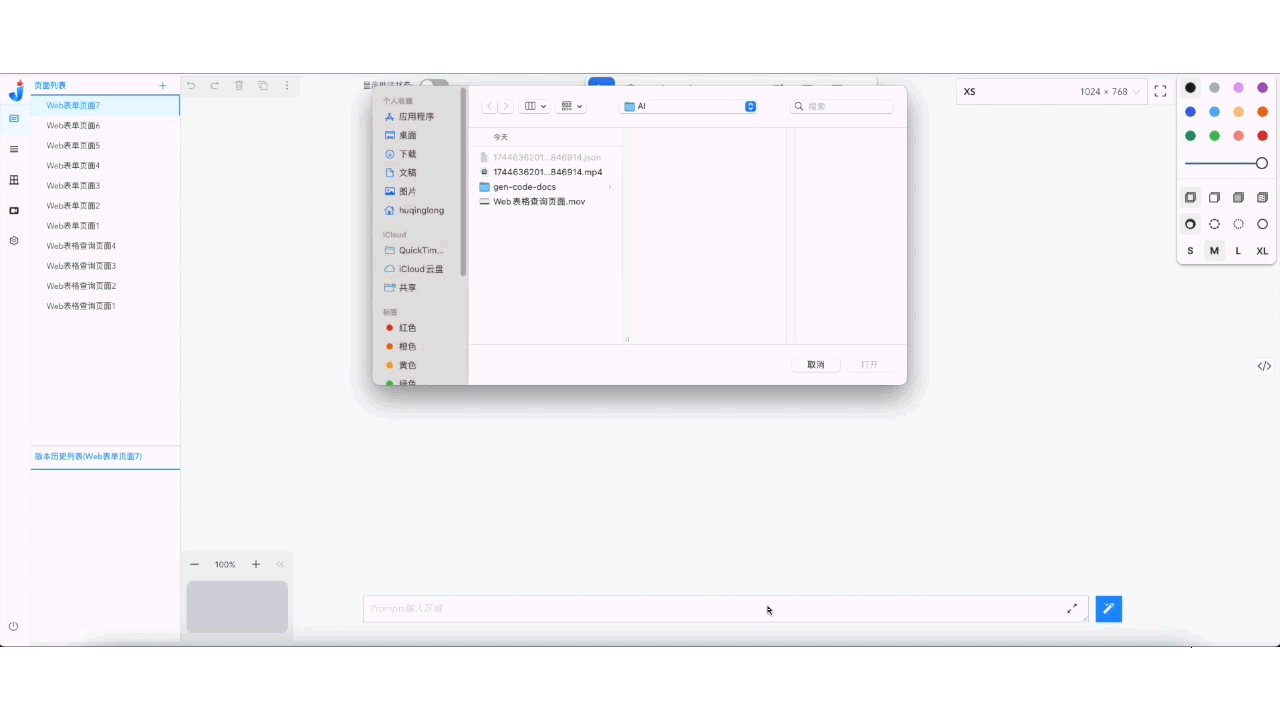 页面列表
Web表单页面7
Web表单页面6
Web表单页面5
Web表单页面4
Web表单页面3
Web表单页面2
Web表单页面1
Web表格查询页面4
Web表格查询页面3
Web表格查询页面2
Web表格查询页面1
版本历史列表(Web表单页面7)
个人收藏
应用程序
桌面
下载
文稿
图片
huqinglong
iCloud
QuickTim...
iCloud云盘
共享
标签
红色
橙色
黄色
绿色
AI
搜索
今天
1744636201...846914.json
1744636201...846914.mp4
gen-code-docs
Web表格查询页面.mov
取消
打开
XS
1024 × 768
S
M
L
XL
100%
Prompts输入区域